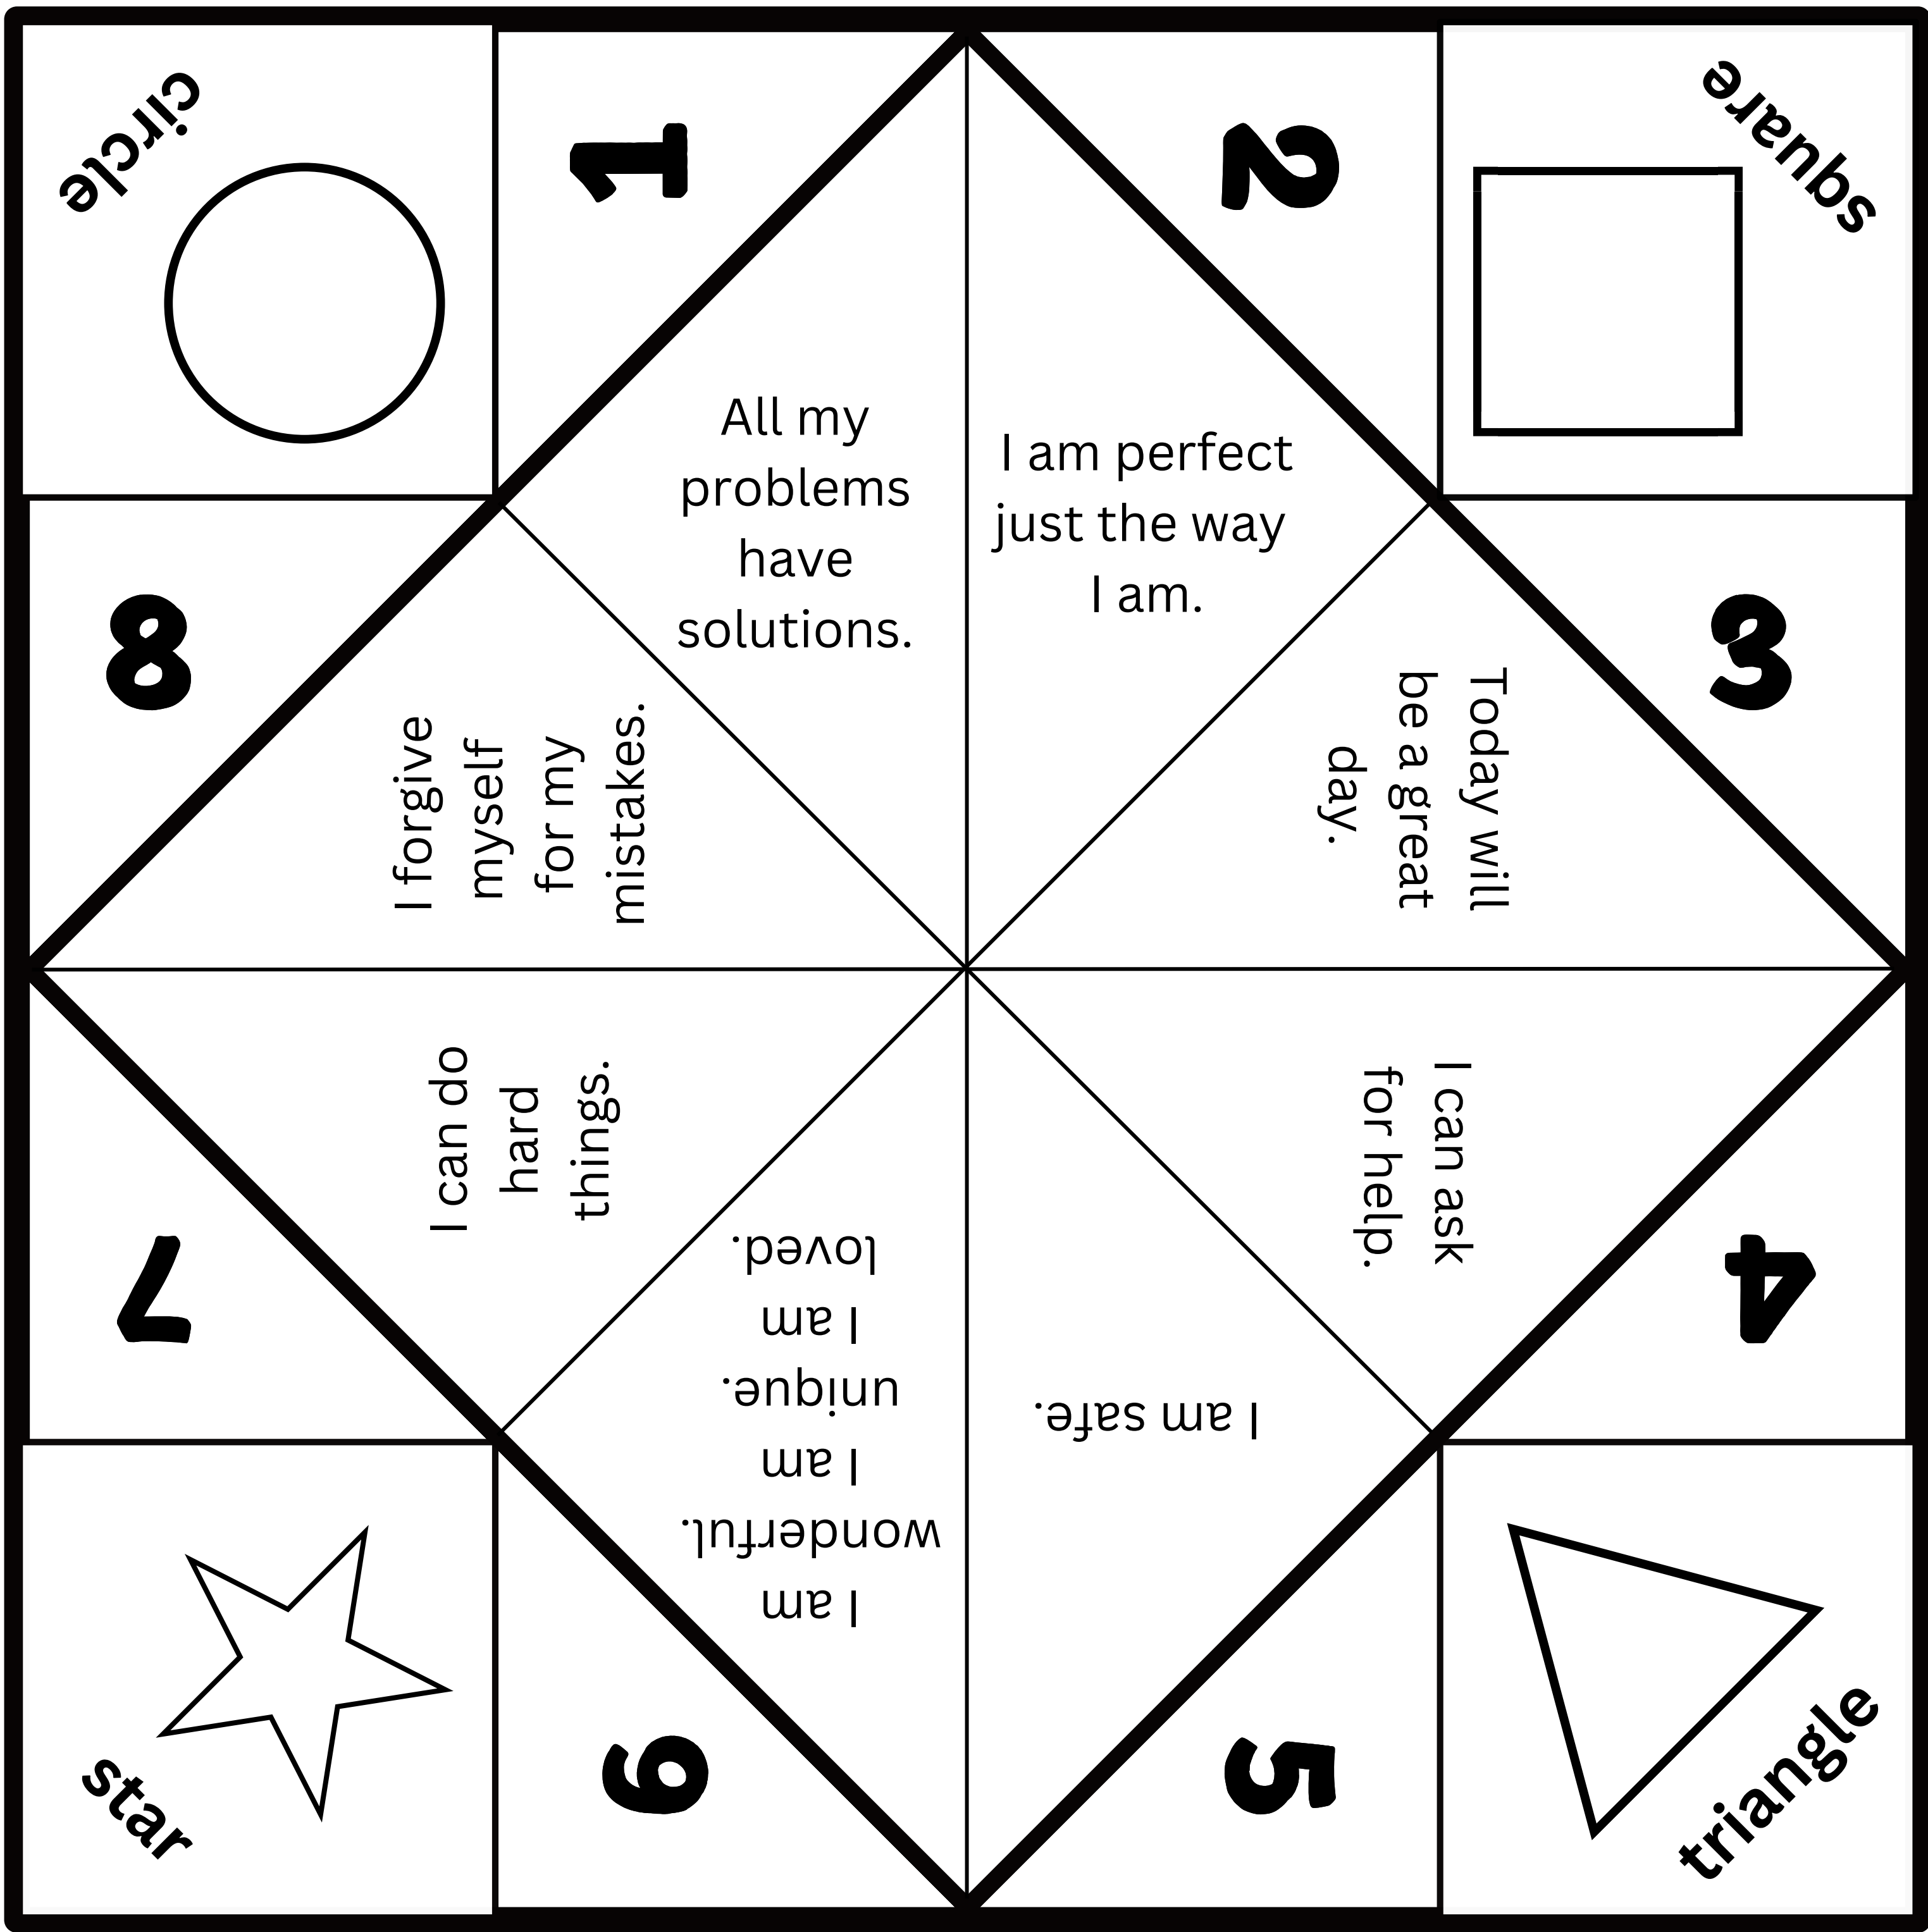 circle
1
2
square
3
4
triangle
5
6
star
7
8
All my
problems
have
solutions.
I am perfect
just the way
I am.
Today will
be a great
day.
I can ask
for help.
I am safe.
I am
wonderful.
I am
unique.
I am
loved.
I can do
hard
things.
I forgive
myself
for my
mistakes.